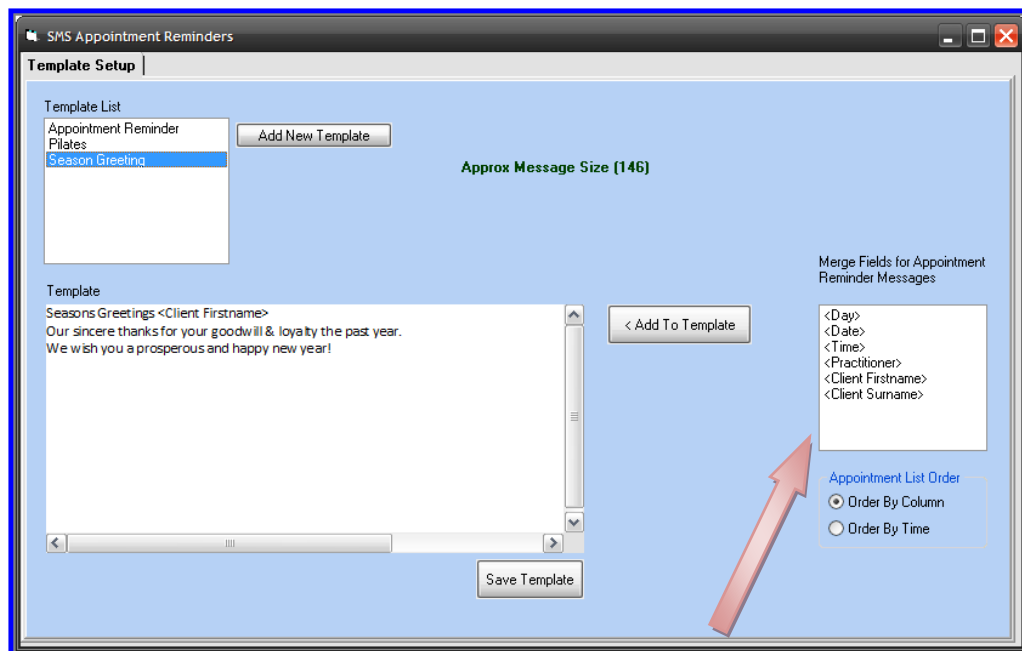 SMS Appointment Reminders
Template Setup
Template List
Appointment Reminder
Pilates
Season Greeting
Add New Template
Approx Message Size (146)
Merge Fields for Appointment
Reminder Messages
Template
Seasons Greetings <Client Firstname>
Our sincere thanks for your goodwill & loyalty the past year.
We wish you a prosperous and happy new year!
< Add To Template
<Day>
<Date>
<Time>
<Practitioner>
<Client Firstname>
<Client Surname>
Appointment List Order
Order By Column
Order By Time
Save Template